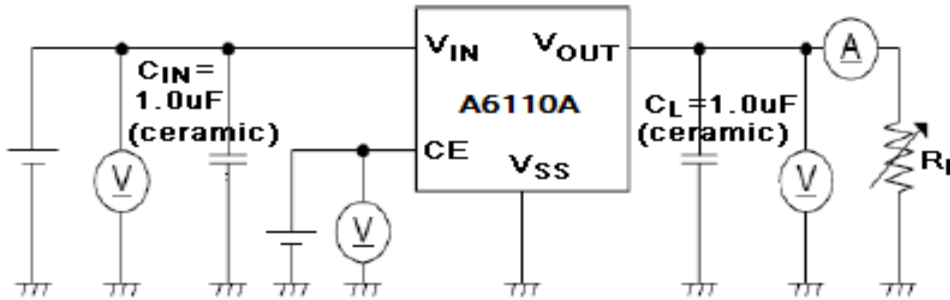 VIN
VOUT
CIN=
1.0uF
(ceramic)
A6110A
CL=1.0uF
(ceramic)
A
V
CE
VSS
V
V